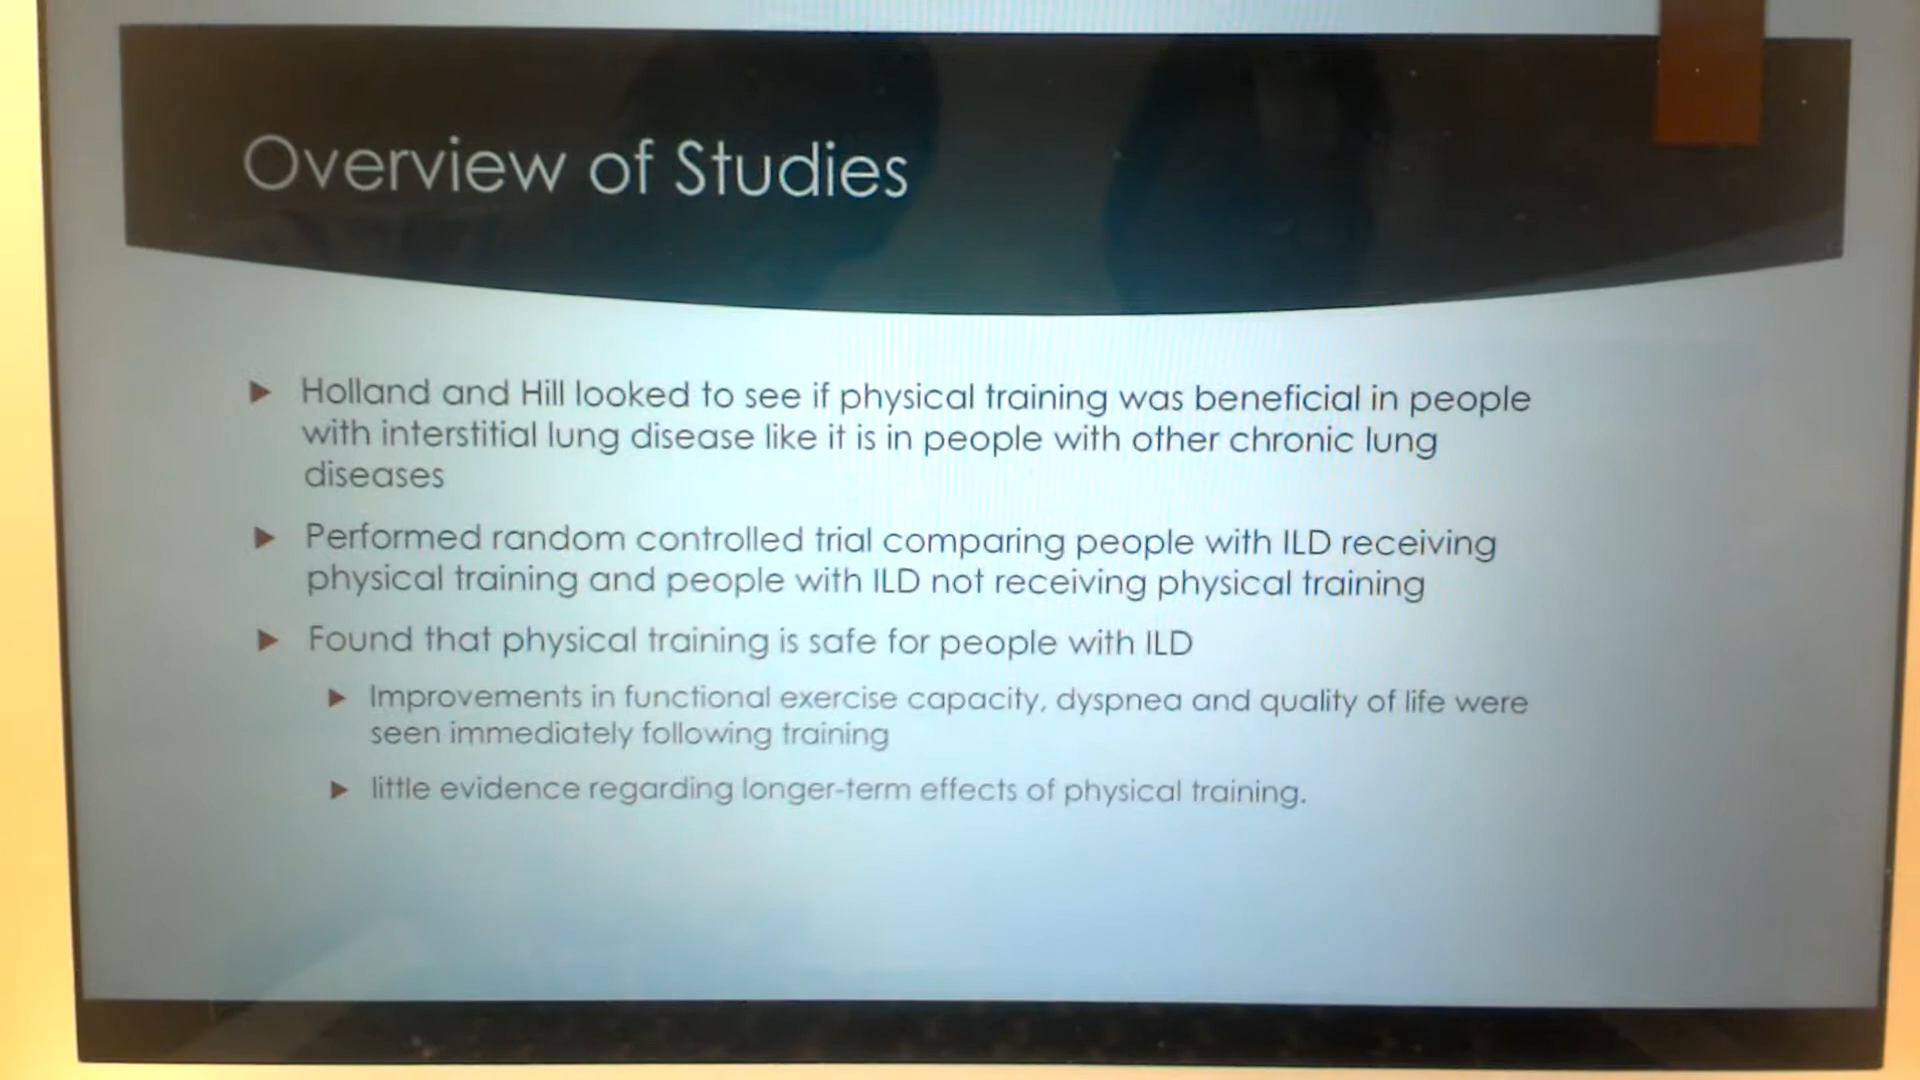 Overview of Studies
Holland and Hill looked to see if physical training was beneficial in people
with interstitial lung disease like it is in people with other chronic lung
diseases
Performed random controlled trial comparing people with ILD receiving
physical training and people with ILD not receiving physical training
Found that physical training is safe for people with ILD
Improvements in functional exercise capacity, dyspnea and quality of life were
seen immediately following training
little evidence regarding longer-term effects of physical training.